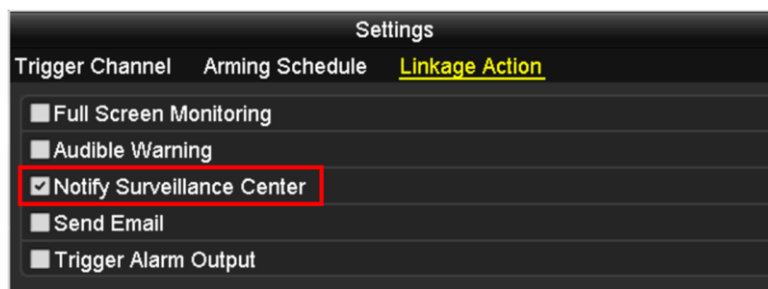 Settings
Trigger Channel Arming Schedule Linkage Action
Full Screen Monitoring
Audible Warning
Notify Surveillance Center
Send Email
Trigger Alarm Output